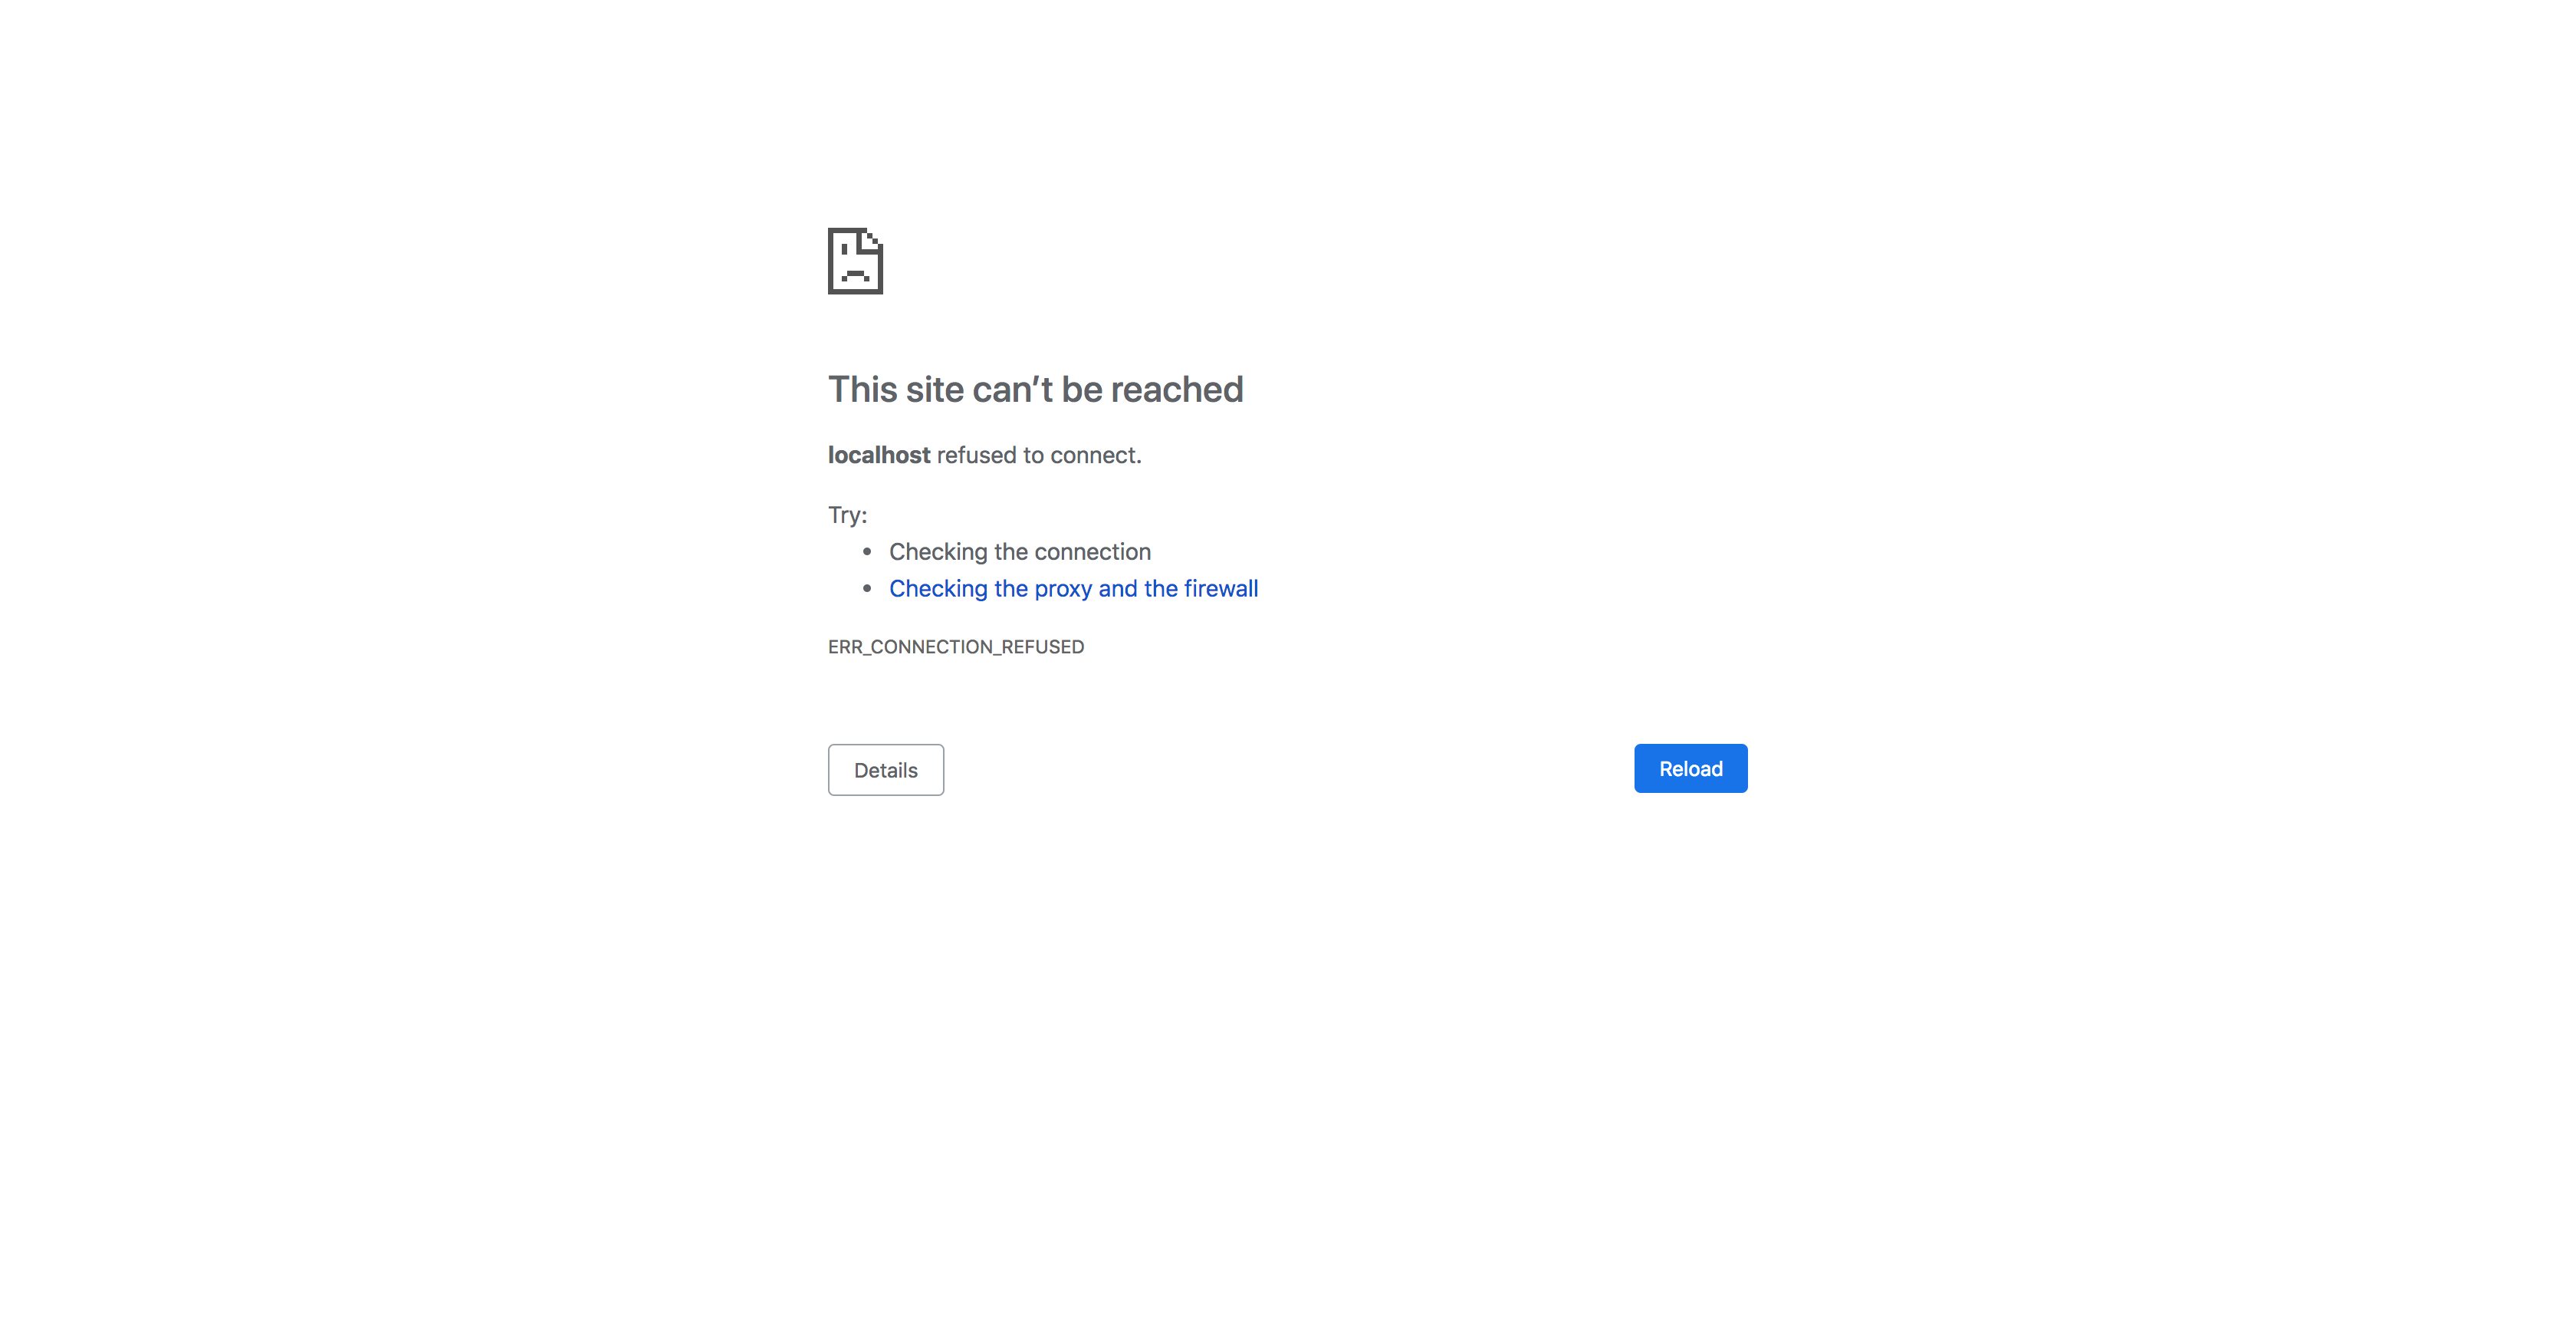 This site can’t be reached
localhost refused to connect.
Try:
• Checking the connection
• Checking the proxy and the firewall
ERR_CONNECTION_REFUSED
Details
Reload